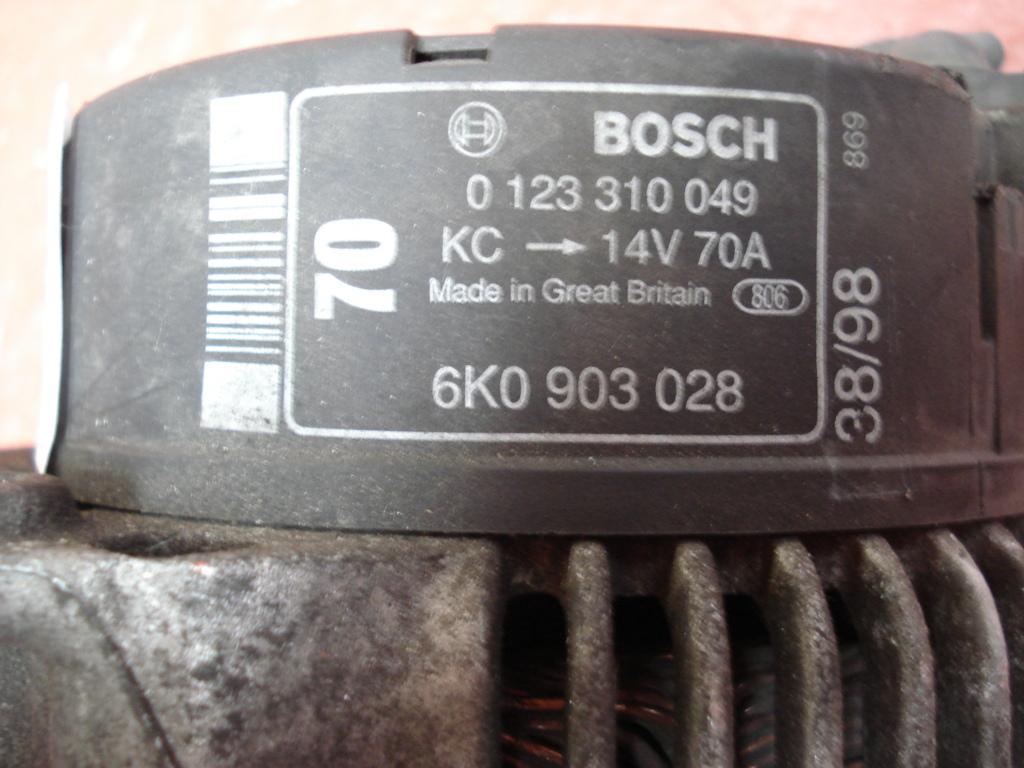 BOSCH
0 123 310 049
KC → 14V 70A
Made in Great Britain 806
6K0 903 028
70
869
38/98